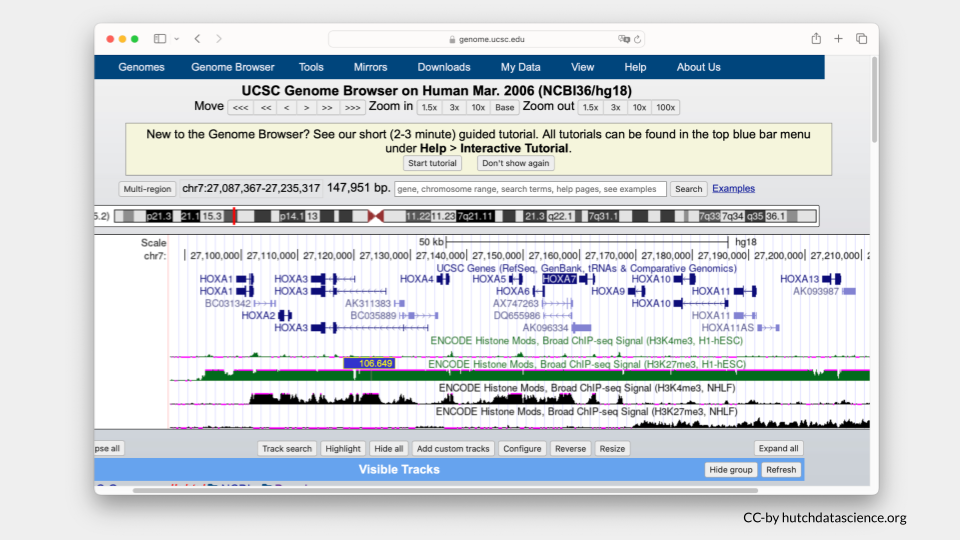 genome.ucsc.edu
Genomes Genome Browser Tools Mirrors Downloads My Data View Help About Us
UCSC Genome Browser on Human Mar. 2006 (NCBI36/hg18)
Move <<< << < > >> >>> Zoom in 1.5x 3x 10x Base Zoom out 1.5x 3x 10x 100x
New to the Genome Browser? See our short (2-3 minute) guided tutorial. All tutorials can be found in the top blue bar menu
under Help > Interactive Tutorial.
Start tutorial Don't show again
Multi-region chr7:27,087,367-27,235,317 147,951 bp. gene, chromosome range, search terms, help pages, see examples Search Examples
5.2) p21.3 21.1 15.3 p14.1 13 11.22 11.23 7q21.11 21.3 q22.1 7q31.1 7q33 7q34 q35 36.1
Scale 50 kb hg18
chr7: 27,100,000 27,110,000 27,120,000 27,130,000 27,140,000 27,150,000 27,160,000 27,170,000 27,180,000 27,190,000 27,200,000 27,210,000 2
UCSC Genes (RefSeq, GenBank, tRNAs & Comparative Genomics)
HOXA1 HOXA3 HOXA4 HOXA5 HOXA7 HOXA10 HOXA13
HOXA1 HOXA3 HOXA6 HOXA9 HOXA11 AK093987
BC031342 AK311383 AX747263 HOXA10
HOXA2 BC035889 DQ655986 HOXA11
HOXA3 AK096334 HOXA11AS
ENCODE Histone Mods, Broad ChIP-seq Signal (H3K4me3, H1-hESC)
106.649 ENCODE Histone Mods, Broad ChIP-seq Signal (H3K27me3, H1-hESC)
ENCODE Histone Mods, Broad ChIP-seq Signal (H3K4me3, NHLF)
ENCODE Histone Mods, Broad ChIP-seq Signal (H3K27me3, NHLF)
pse all Track search Highlight Hide all Add custom tracks Configure Reverse Resize Expand all
Visible Tracks Hide group Refresh
CC-by hutchdatascience.org